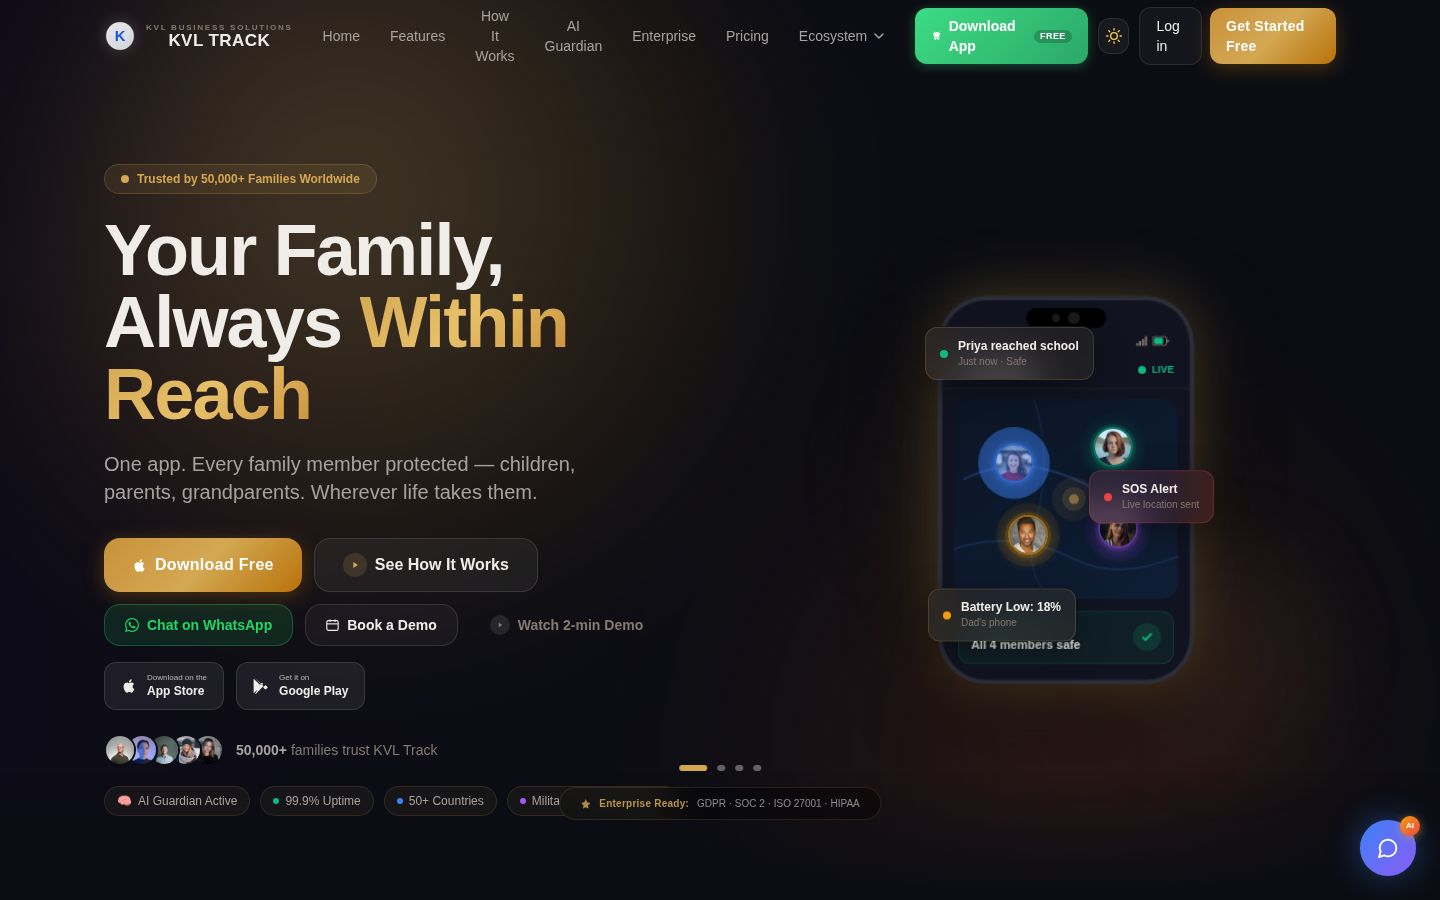 K
KVL BUSINESS SOLUTIONS
KVL TRACK
Home
Features
How
It
Works
AI
Guardian
Enterprise
Pricing
Ecosystem
Download
App
FREE
Log
in
Get Started
Free
Trusted by 50,000+ Families Worldwide
Your Family,
Always Within
Reach
One app. Every family member protected — children,
parents, grandparents. Wherever life takes them.
Download Free
See How It Works
Chat on WhatsApp
Book a Demo
Watch 2-min Demo
Download on the
App Store
Get it on
Google Play
50,000+ families trust KVL Track
AI Guardian Active
99.9% Uptime
50+ Countries
Milita
Enterprise Ready: GDPR · SOC 2 · ISO 27001 · HIPAA
Priya reached school
Just now · Safe
LIVE
SOS Alert
Live location sent
Battery Low: 18%
Dad's phone
All 4 members safe
AI